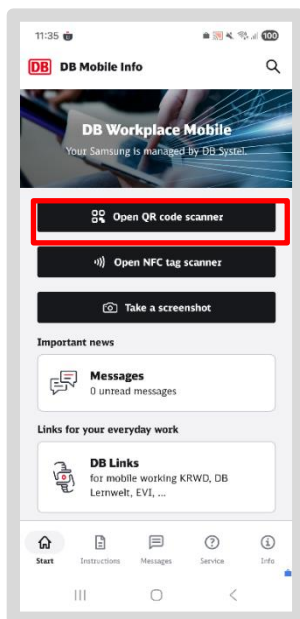 11:35
100
DB DB Mobile Info
DB Workplace Mobile
Your Samsung is managed by DB Systel.
Open QR code scanner
Open NFC tag scanner
Take a screenshot
Important news
Messages
0 unread messages
Links for your everyday work
DB Links
for mobile working KRWD, DB
Lernwelt, EVI, ...
Start Instructions Messages Service Info